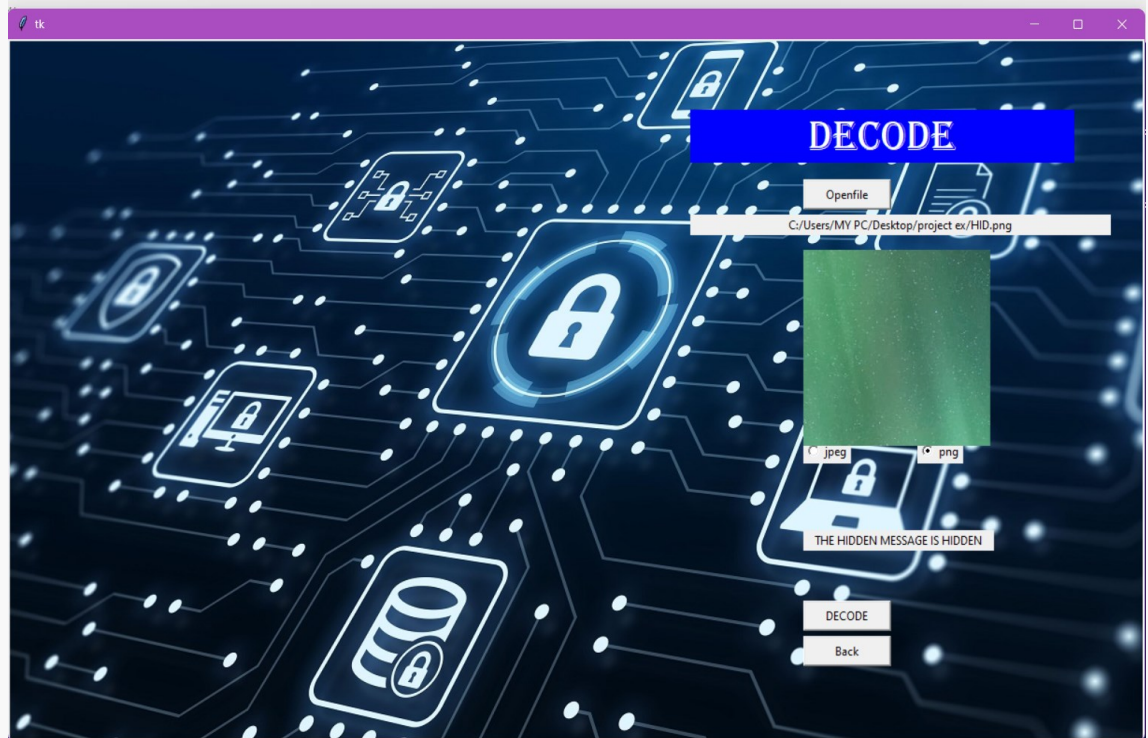 tk
DECODE
Openfile
C:/Users/MY PC/Desktop/project ex/HID.png
jpeg
png
THE HIDDEN MESSAGE IS HIDDEN
DECODE
Back